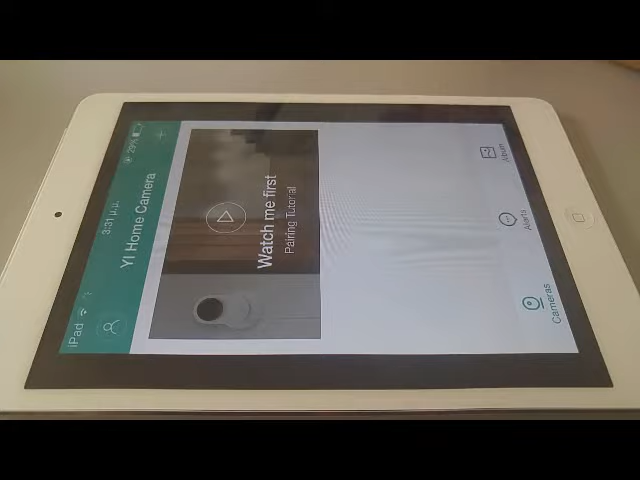 iPad 3:31 μ.μ. 29%
YI Home Camera
Watch me first
Pairing Tutorial
Cameras Alerts Album